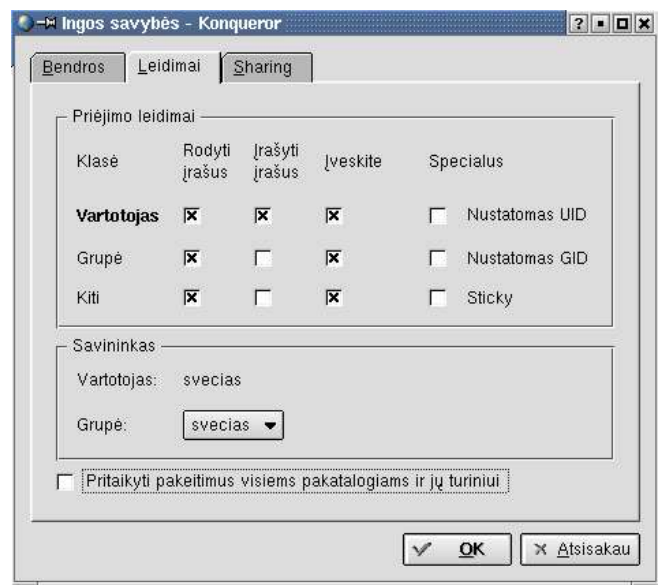 Ingos savybės - Konqueror
Bendros Leidimai Sharing
Priėjimo leidimai
Klasė Rodyti įrašus Įrašyti įrašus Įveskite Specialus
Vartotojas Nustatomas UID
Grupė Nustatomas GID
Kiti Sticky
Savininkas
Vartotojas: svecias
Grupė: svecias
Pritaikyti pakeitimus visiems pakatalogiams ir jų turiniui
OK Atsisakau